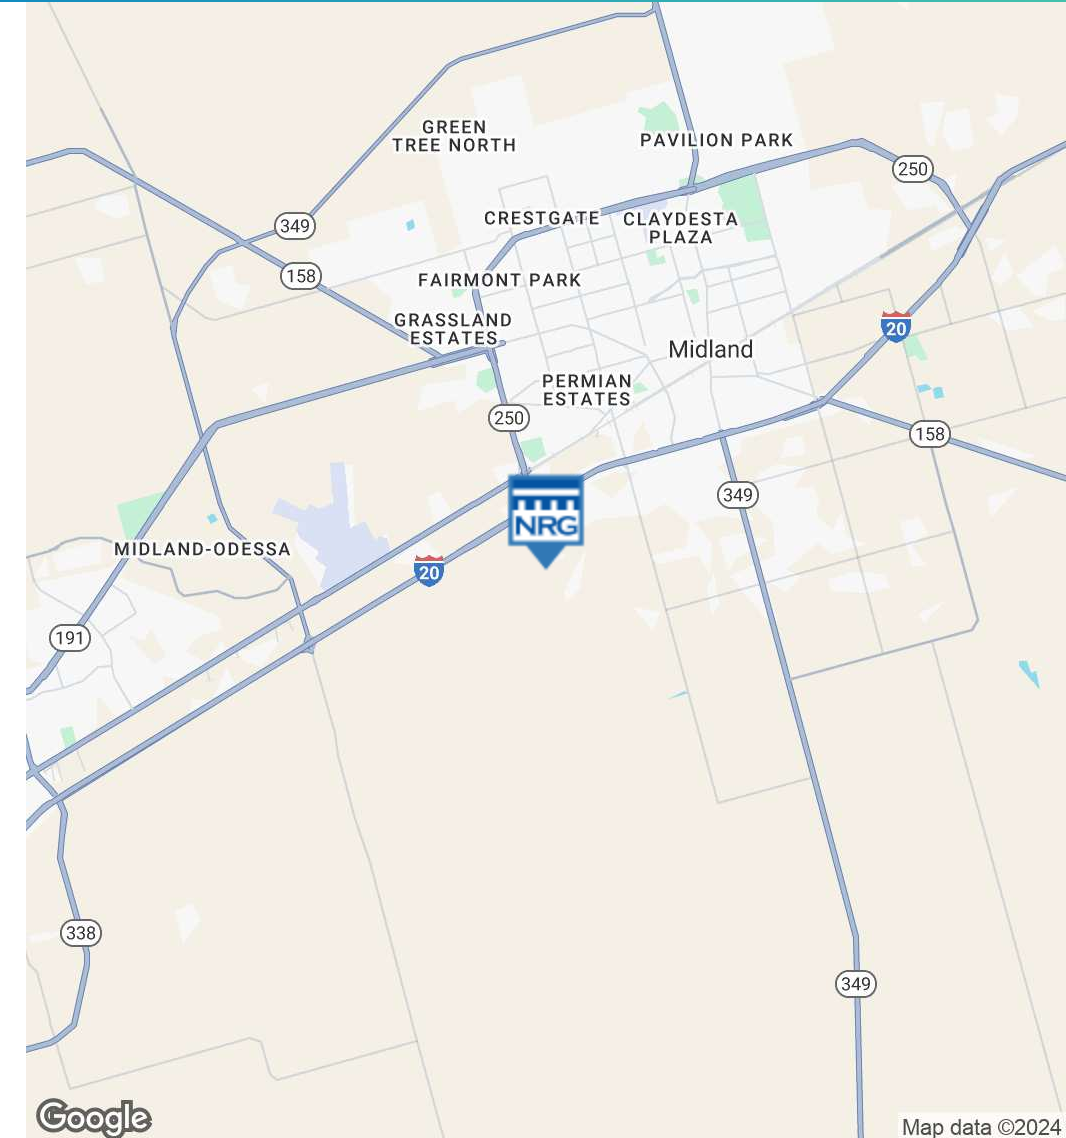 GREEN
TREE NORTH
PAVILION PARK
250
349
CRESTGATE
CLAYDESTA
PLAZA
158
FAIRMONT PARK
GRASSLAND
ESTATES
20
Midland
PERMIAN
ESTATES
250
158
349
NRG
MIDLAND-ODESSA
20
191
338
349
Google
Map data ©2024